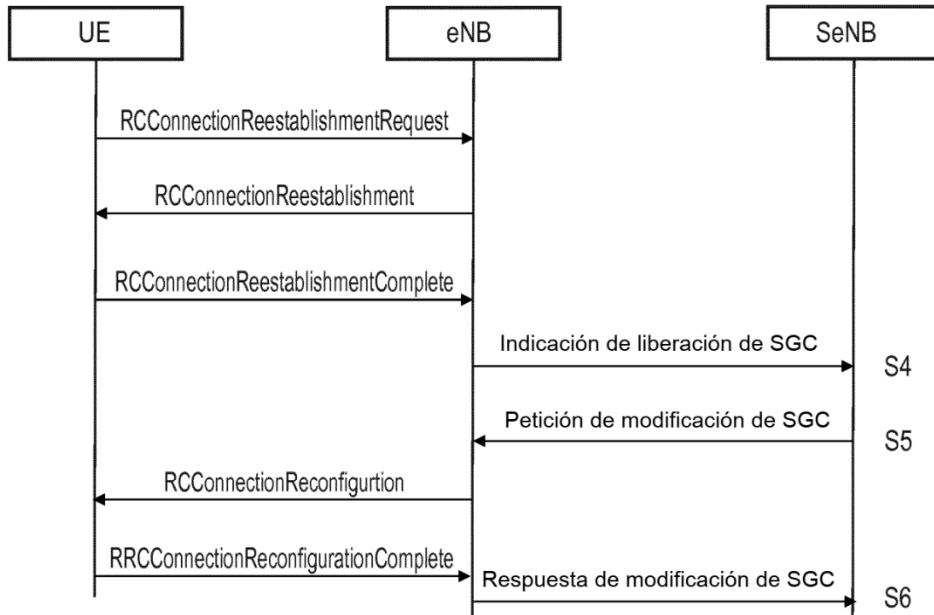 UE
eNB
SeNB
RCConnectionReestablishmentRequest
RCConnectionReestablishment
RCConnectionReestablishmentComplete
Indicación de liberación de SGC
S4
Petición de modificación de SGC
S5
RCConnectionReconfigurtion
RRCConnectionReconfigurationComplete
Respuesta de modificación de SGC
S6